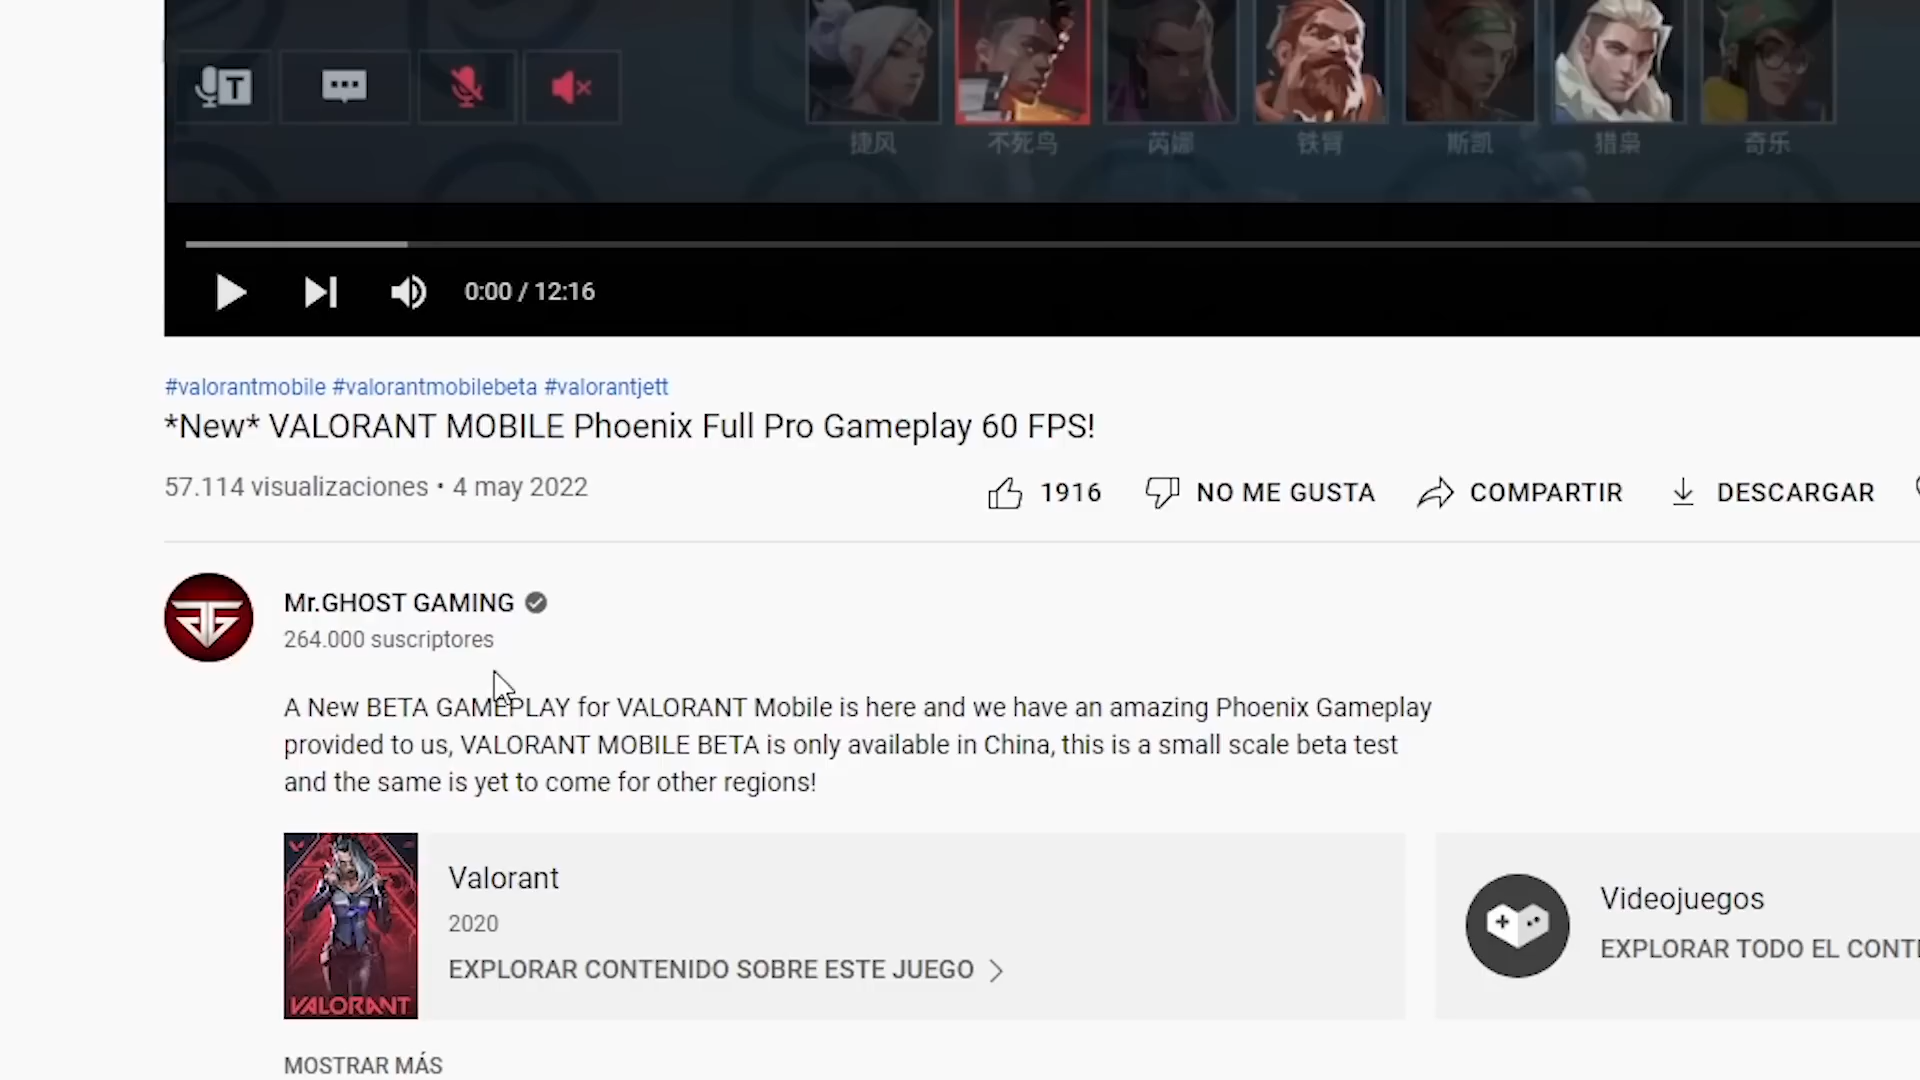 T
捷风 不死鸟 芮娜 铁臂 斯凯 猎枭 奇乐
0:00 / 12:16
#valorantmobile #valorantmobilebeta #valorantjett
*New* VALORANT MOBILE Phoenix Full Pro Gameplay 60 FPS!
57.114 visualizaciones • 4 may 2022
1916 NO ME GUSTA COMPARTIR DESCARGAR
Mr.GHOST GAMING
264.000 suscriptores
A New BETA GAMEPLAY for VALORANT Mobile is here and we have an amazing Phoenix Gameplay
provided to us, VALORANT MOBILE BETA is only available in China, this is a small scale beta test
and the same is yet to come for other regions!
VALORANT
Valorant
2020
EXPLORAR CONTENIDO SOBRE ESTE JUEGO
Videojuegos
EXPLORAR TODO EL CONTE
MOSTRAR MÁS